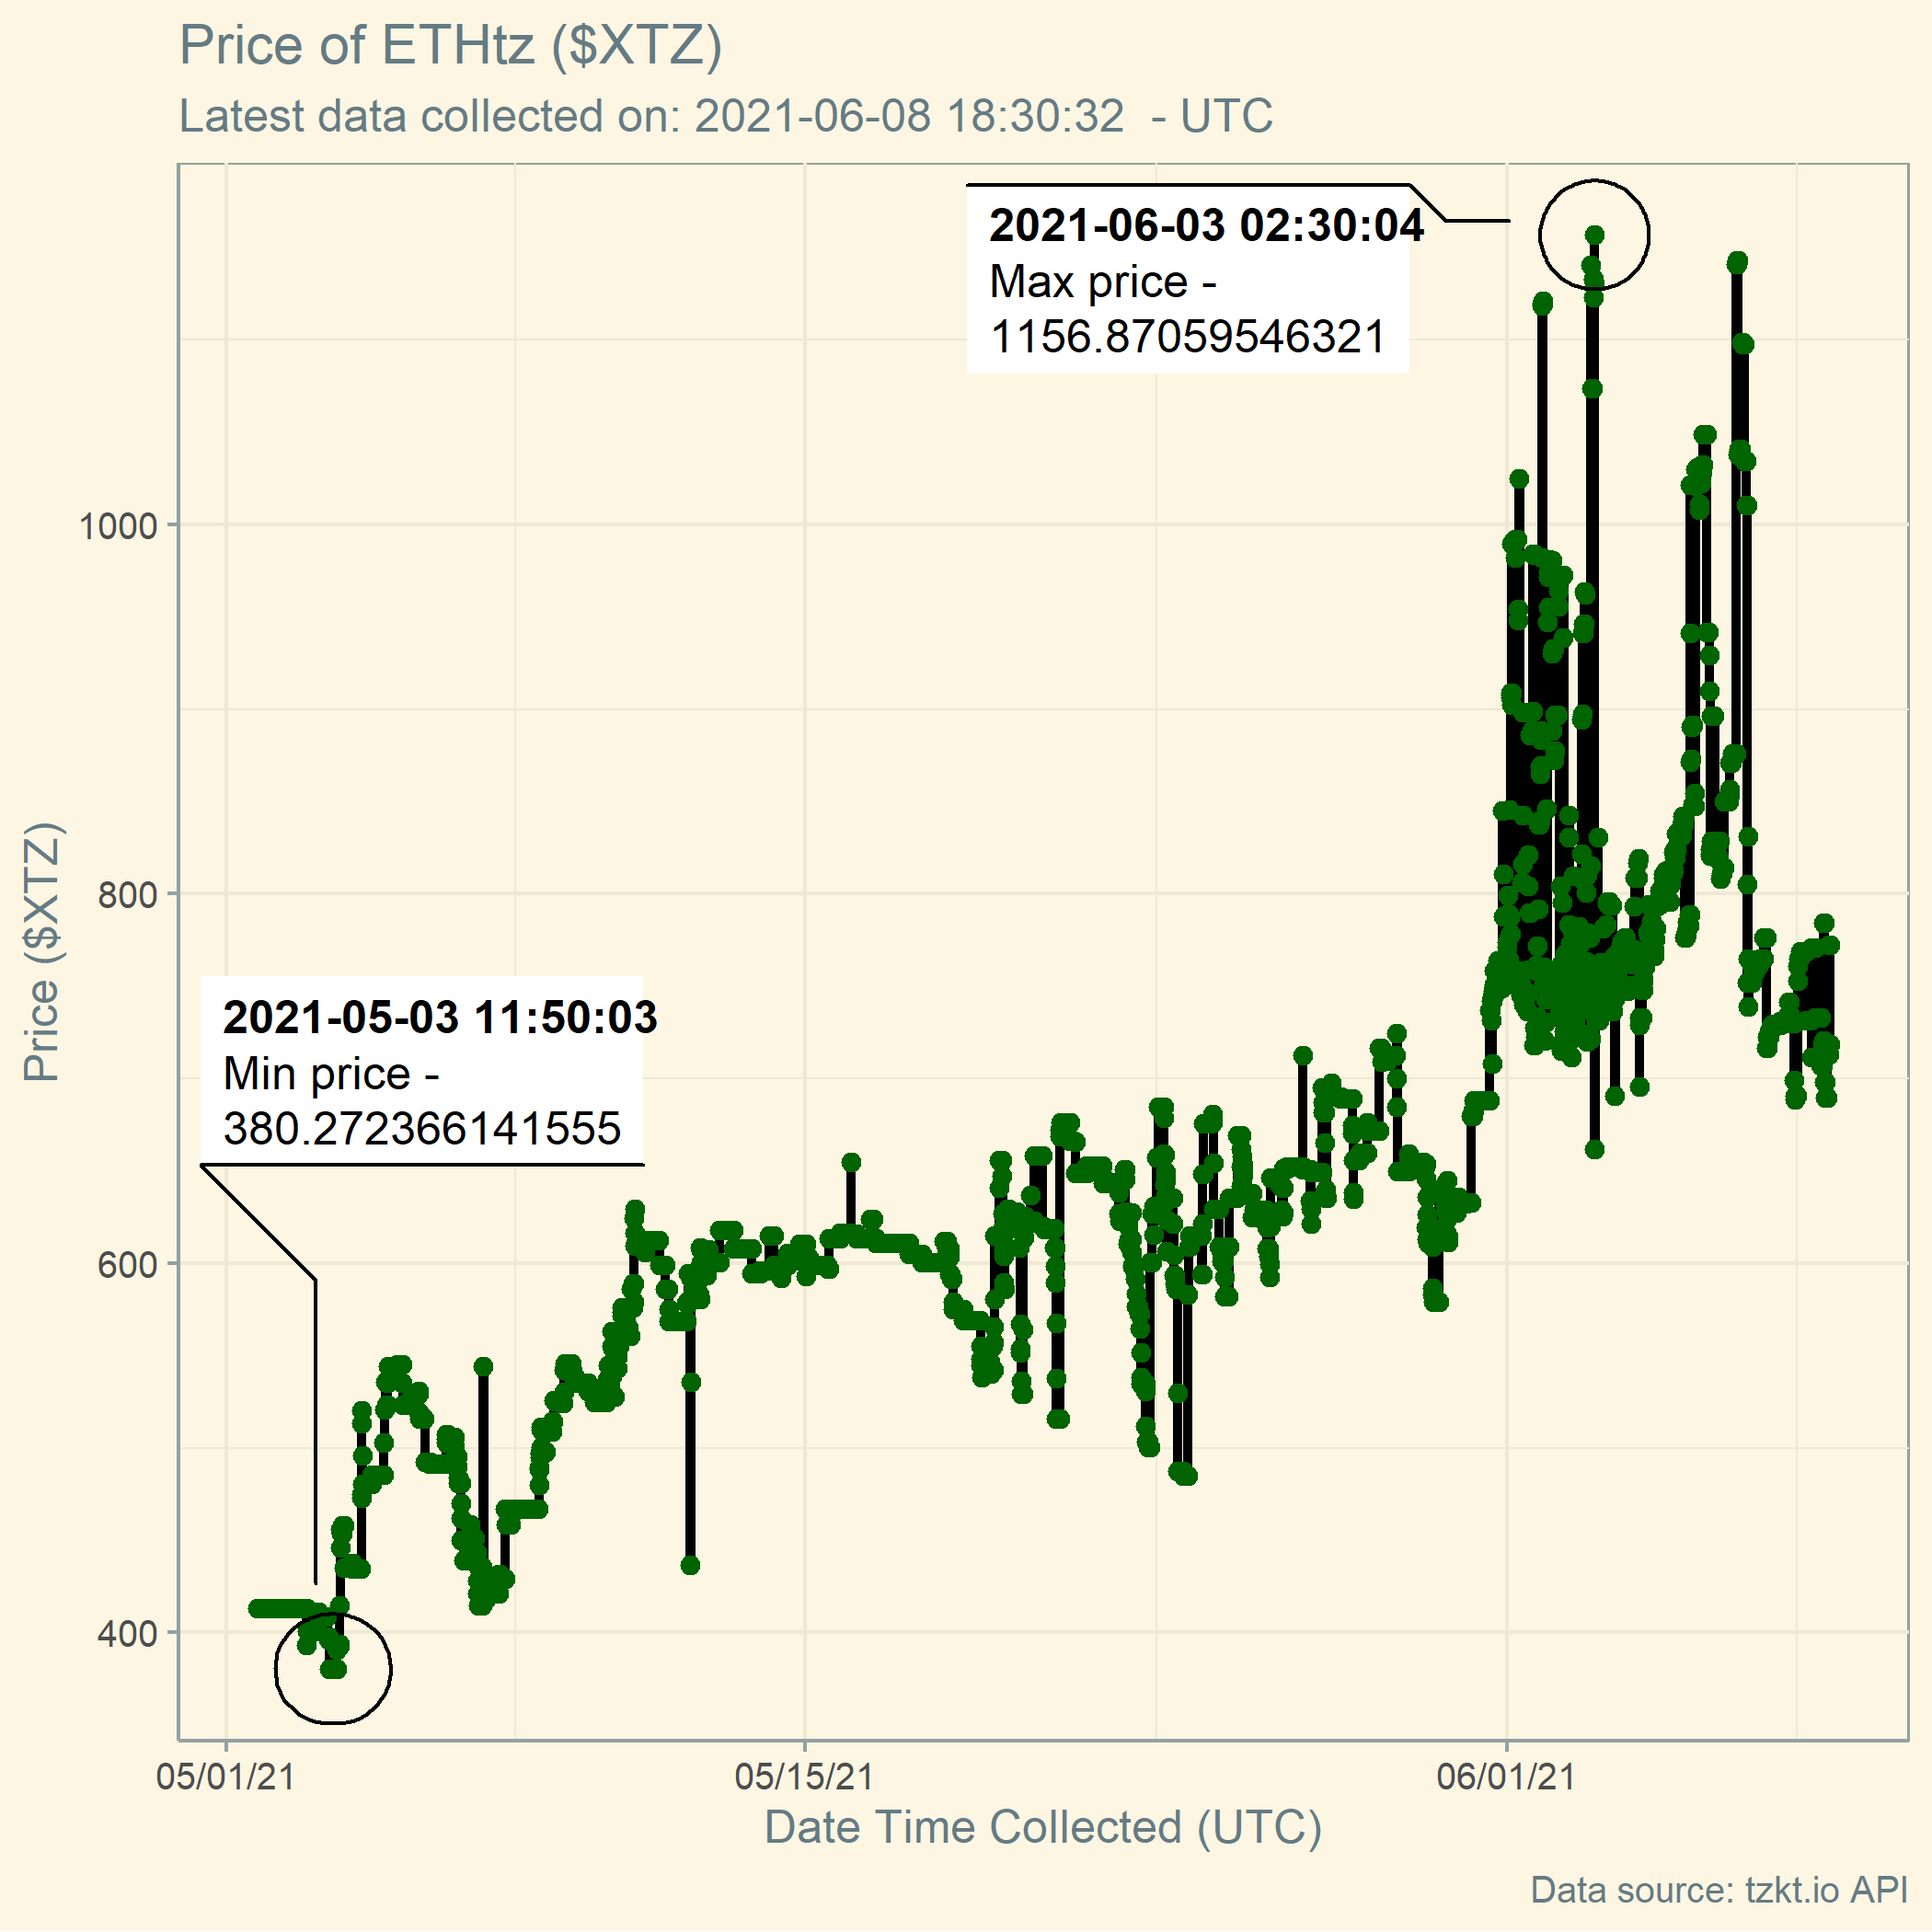 Price of ETHtz ($XTZ)
Latest data collected on: 2021-06-08 18:30:32  - UTC
2021-06-03 02:30:04
Max price -
1156.87059546321
1000
800
600
400
Price ($XTZ)
2021-05-03 11:50:03
Min price -
380.272366141555
05/01/21
05/15/21
06/01/21
Date Time Collected (UTC)
Data source: tzkt.io API